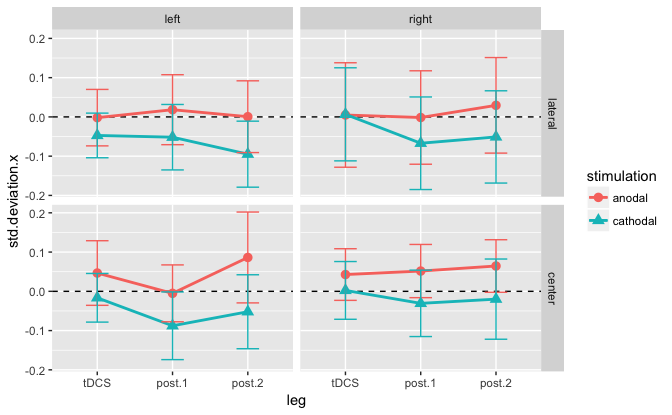 left right
0.2
0.1
0.0
-0.1
-0.2
lateral
0.2
0.1
0.0
-0.1
-0.2
center
std.deviation.x
tDCS post.1 post.2 tDCS post.1 post.2
leg
stimulation
anodal
cathodal